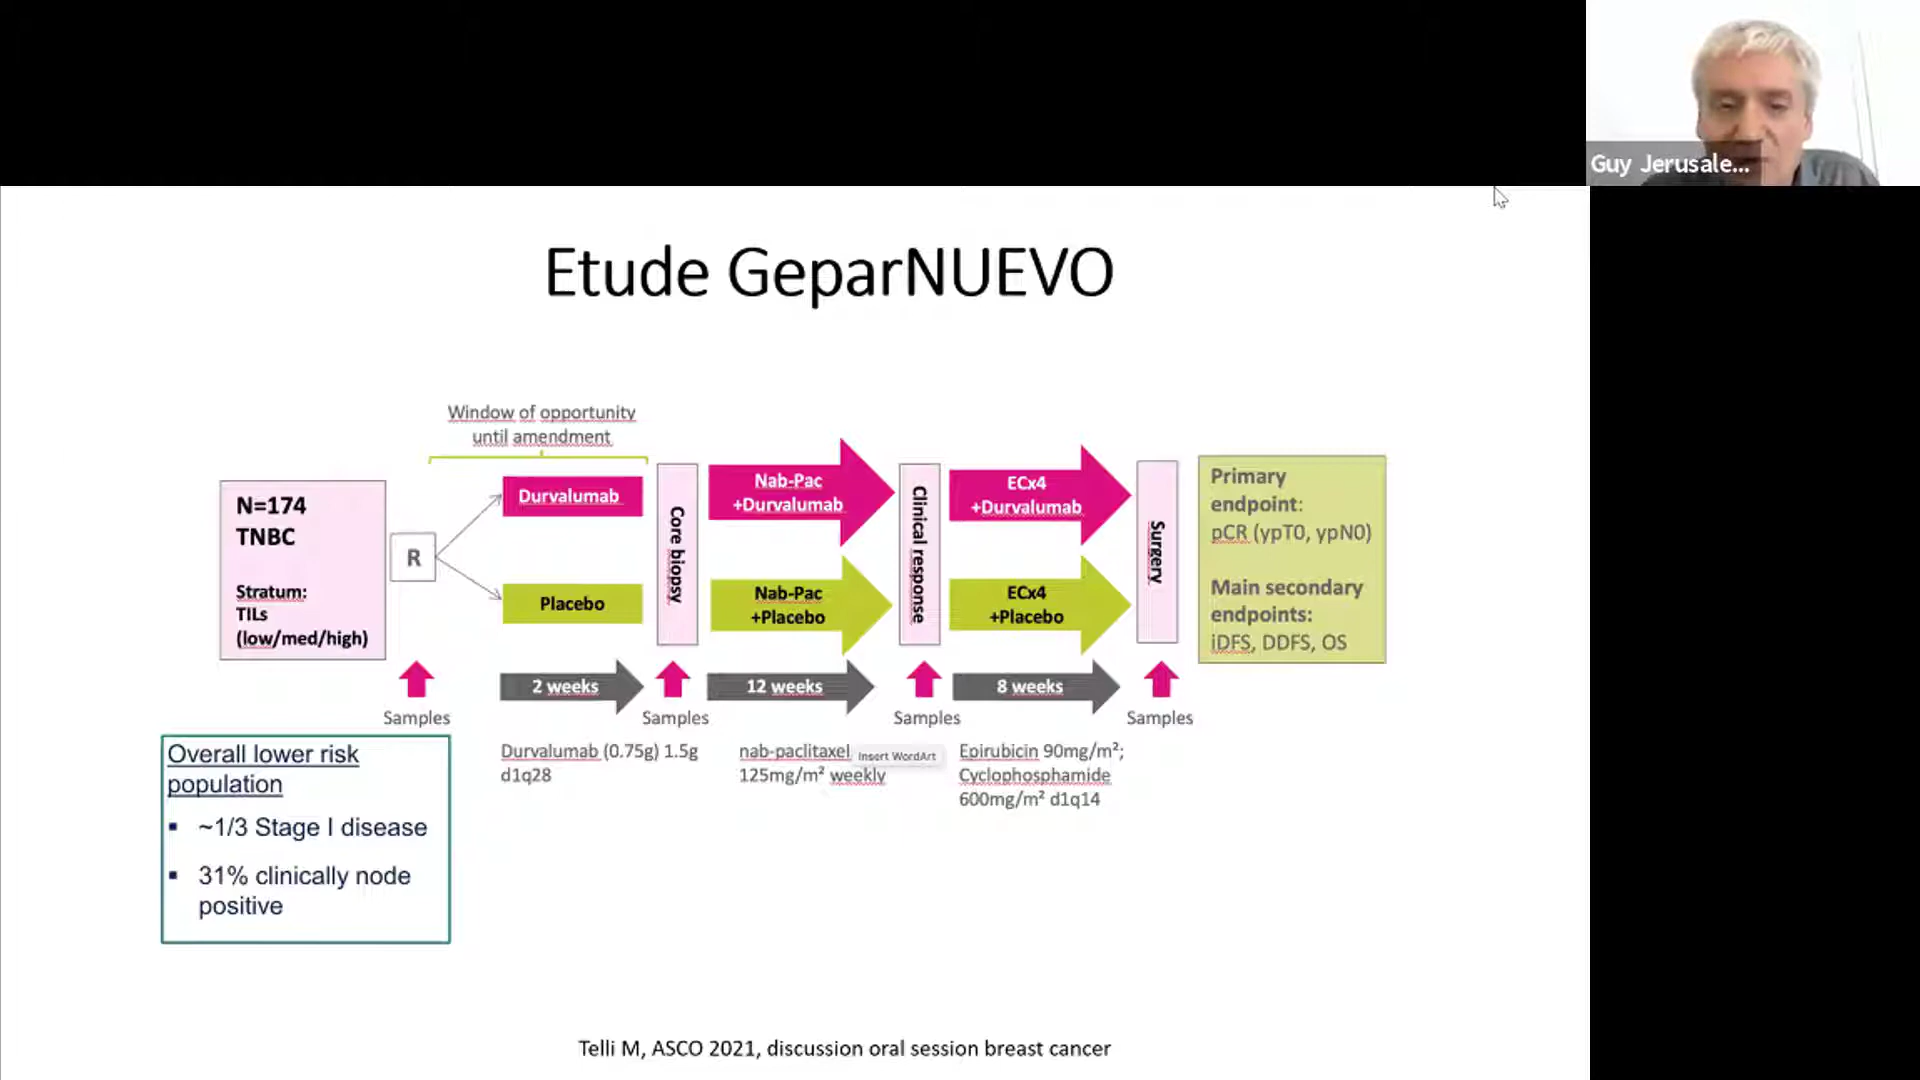 Guy Jerusale...
Etude GeparNUEVO
Window of opportunity
until amendment
N=174
TNBC
Stratum:
TILs
(low/med/high)
R
Durvalumab
Placebo
Core biopsy
Nab-Pac
+Durvalumab
Nab-Pac
+Placebo
Clinical response
ECx4
+Durvalumab
ECx4
+Placebo
Surgery
Primary
endpoint:
pCR (ypT0, ypN0)
Main secondary
endpoints:
iDFS, DDFS, OS
2 weeks
12 weeks
8 weeks
Samples
Samples
Samples
Samples
Durvalumab (0.75g) 1.5g
d1q28
nab-paclitaxel
125mg/m² weekly
Insert WordArt
Epirubicin 90mg/m²;
Cyclophosphamide
600mg/m² d1q14
Overall lower risk
population
▪ ~1/3 Stage I disease
▪ 31% clinically node
positive
Telli M, ASCO 2021, discussion oral session breast cancer